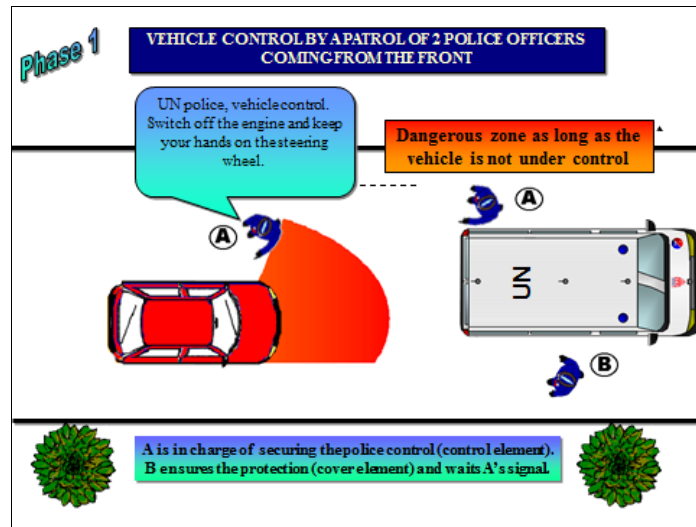 Phase 1
VEHICLE CONTROL BY A PATROL OF 2 POLICE OFFICERS
COMING FROM THE FRONT
UN police, vehicle control.
Switch off the engine and keep
your hands on the steering
wheel.
Dangerous zone as long as the
vehicle is not under control
A
A
UN
B
A is in charge of securing the police control (control element).
B ensures the protection (cover element) and waits A's signal.